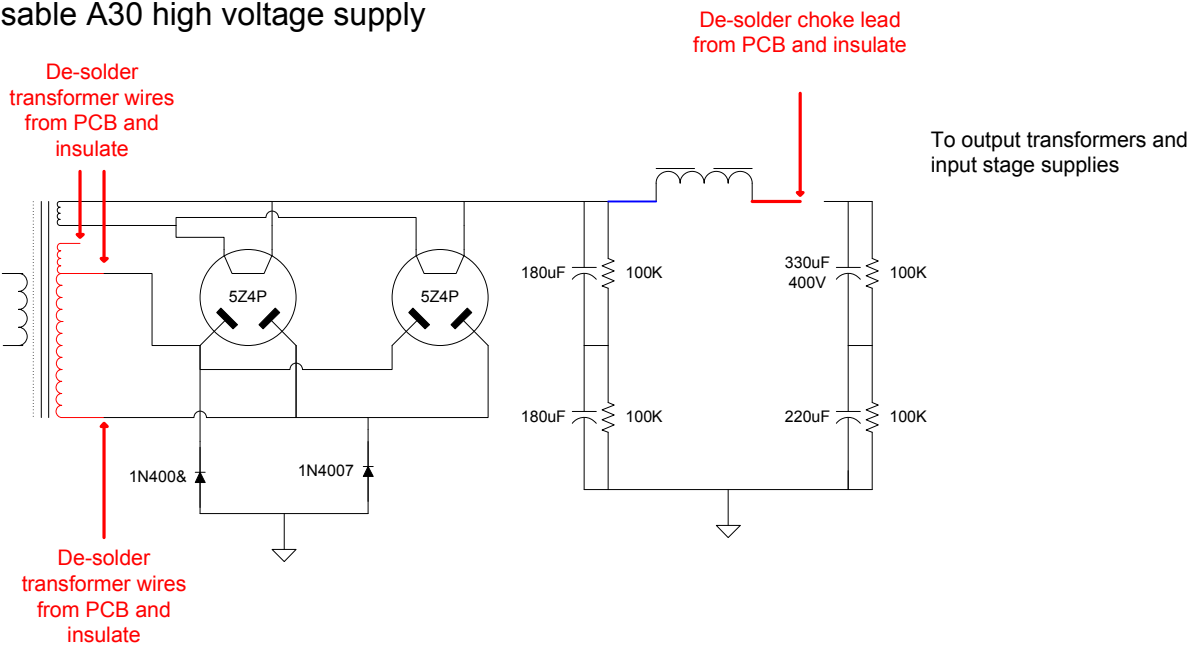 sable A30 high voltage supply
De-solder choke lead
from PCB and insulate
De-solder
transformer wires
from PCB and
insulate
To output transformers and
input stage supplies
5Z4P
5Z4P
180uF
100K
330uF
400V
100K
180uF
100K
220uF
100K
1N400&
1N4007
De-solder
transformer wires
from PCB and
insulate